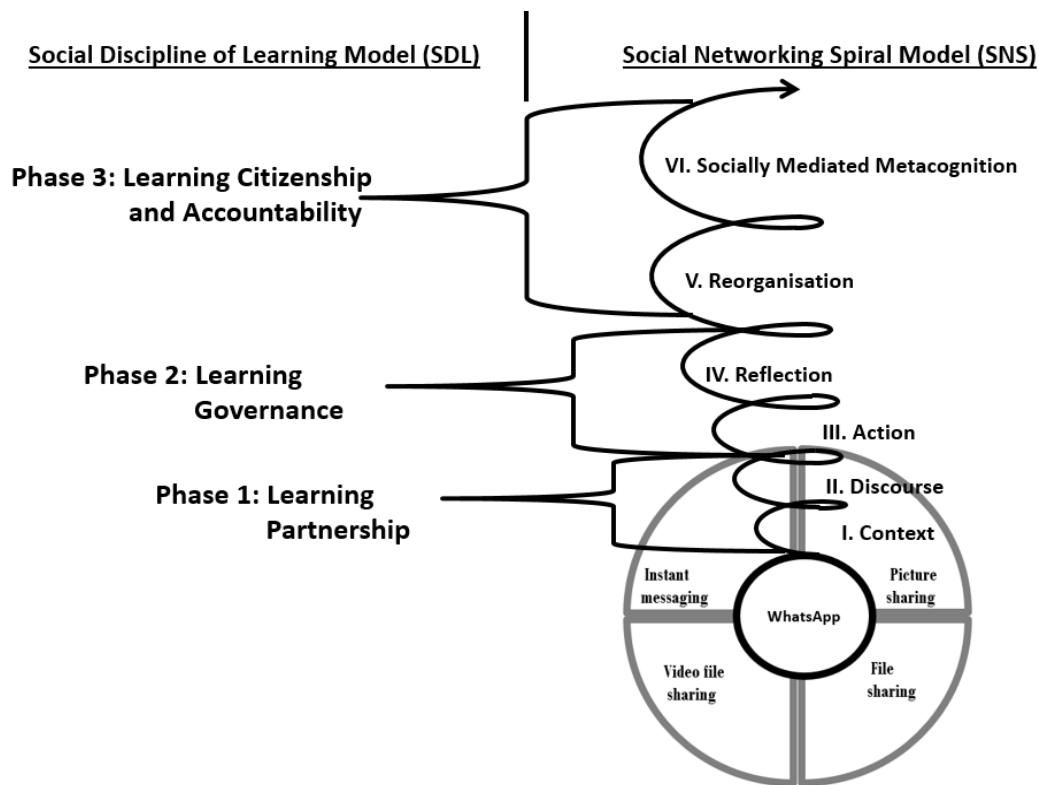 Social Discipline of Learning Model (SDL)
Social Networking Spiral Model (SNS)
VI. Socially Mediated Metacognition
Phase 3: Learning Citizenship
and Accountability
V. Reorganisation
Phase 2: Learning
Governance
IV. Reflection
III. Action
Phase 1: Learning
Partnership
II. Discourse
I. Context
Instant
messaging
Picture
sharing
WhatsApp
Video file
sharing
File
sharing